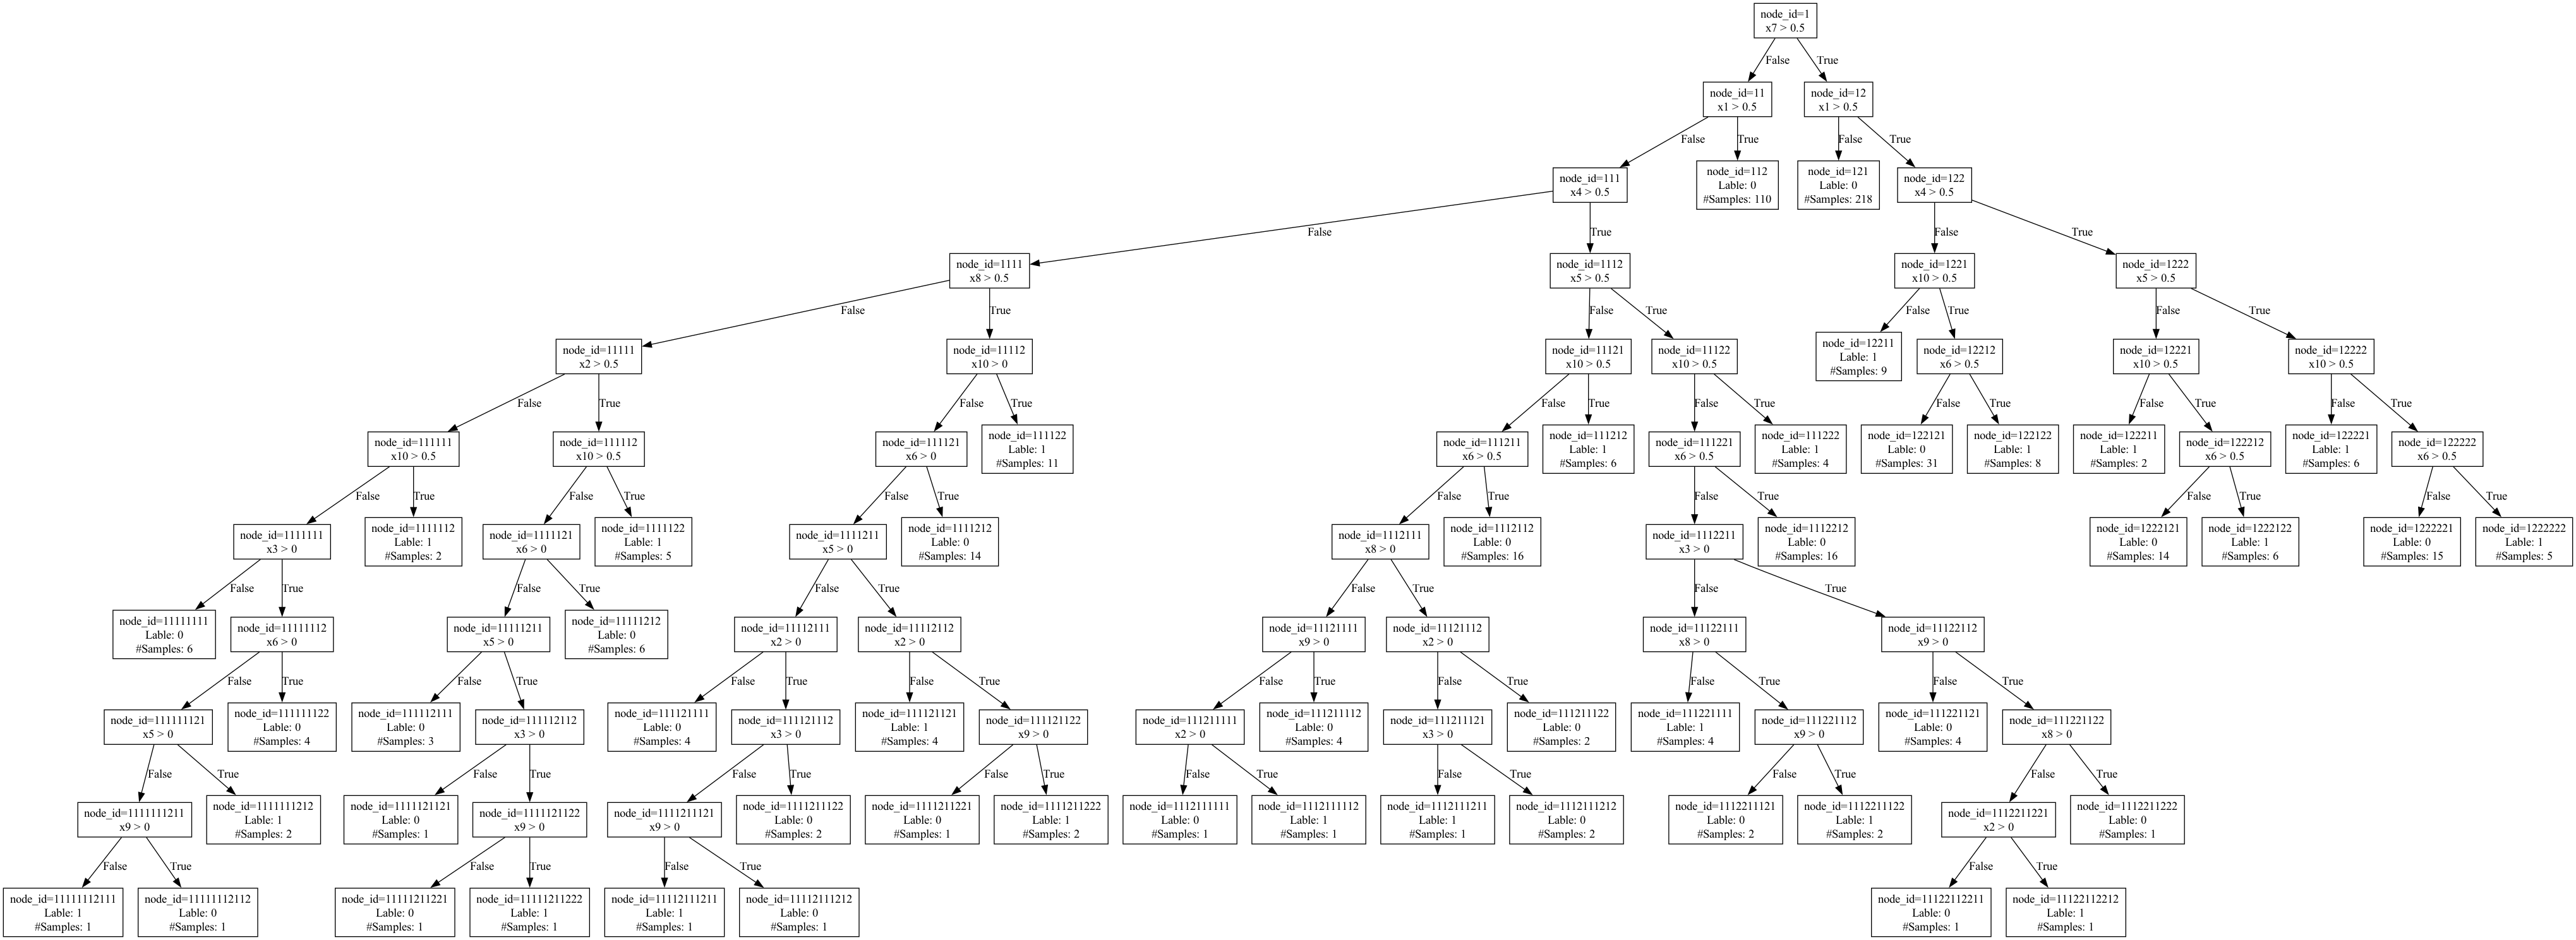 node_id=1
x7 > 0.5
False
True
node_id=11
x1 > 0.5
node_id=12
x1 > 0.5
False
True
False
True
node_id=111
x4 > 0.5
node_id=112
Lable: 0
#Samples: 110
node_id=121
Lable: 0
#Samples: 218
node_id=122
x4 > 0.5
False
True
False
True
node_id=1111
x8 > 0.5
node_id=1112
x5 > 0.5
node_id=1221
x10 > 0.5
node_id=1222
x5 > 0.5
False
True
False
True
False
True
False
True
node_id=11111
x2 > 0.5
node_id=11112
x10 > 0
node_id=11121
x10 > 0.5
node_id=11122
x10 > 0.5
node_id=12211
Lable: 1
#Samples: 9
node_id=12212
x6 > 0.5
node_id=12221
x10 > 0.5
node_id=12222
x10 > 0.5
False
True
False
True
False
True
False
True
False
True
False
True
False
True
node_id=111111
x10 > 0.5
node_id=111112
x10 > 0.5
node_id=111121
x6 > 0
node_id=111122
Lable: 1
#Samples: 11
node_id=111211
x6 > 0.5
node_id=111212
Lable: 1
#Samples: 6
node_id=111221
x6 > 0.5
node_id=111222
Lable: 1
#Samples: 4
node_id=122121
Lable: 0
#Samples: 31
node_id=122122
Lable: 1
#Samples: 8
node_id=122211
Lable: 1
#Samples: 2
node_id=122212
x6 > 0.5
node_id=122221
Lable: 1
#Samples: 6
node_id=122222
x6 > 0.5
False
True
False
True
False
True
False
True
False
True
False
True
False
True
node_id=1111111
x3 > 0
node_id=1111112
Lable: 1
#Samples: 2
node_id=1111121
x6 > 0
node_id=1111122
Lable: 1
#Samples: 5
node_id=1111211
x5 > 0
node_id=1111212
Lable: 0
#Samples: 14
node_id=1112111
x8 > 0
node_id=1112112
Lable: 0
#Samples: 16
node_id=1112211
x3 > 0
node_id=1112212
Lable: 0
#Samples: 16
node_id=1222121
Lable: 0
#Samples: 14
node_id=1222122
Lable: 1
#Samples: 6
node_id=1222221
Lable: 0
#Samples: 15
node_id=1222222
Lable: 1
#Samples: 5
False
True
False
True
False
True
False
True
False
True
node_id=11111111
Lable: 0
#Samples: 6
node_id=11111112
x6 > 0
node_id=11111211
x5 > 0
node_id=11111212
Lable: 0
#Samples: 6
node_id=11112111
x2 > 0
node_id=11112112
x2 > 0
node_id=11121111
x9 > 0
node_id=11121112
x2 > 0
node_id=11122111
x8 > 0
node_id=11122112
x9 > 0
False
True
False
True
False
True
False
True
False
True
False
True
False
True
False
True
node_id=111111121
x5 > 0
node_id=111111122
Lable: 0
#Samples: 4
node_id=111112111
Lable: 0
#Samples: 3
node_id=111112112
x3 > 0
node_id=111121111
Lable: 0
#Samples: 4
node_id=111121112
x3 > 0
node_id=111121121
Lable: 1
#Samples: 4
node_id=111121122
x9 > 0
node_id=111211111
x2 > 0
node_id=111211112
Lable: 0
#Samples: 4
node_id=111211121
x3 > 0
node_id=111211122
Lable: 0
#Samples: 2
node_id=111221111
Lable: 1
#Samples: 4
node_id=111221112
x9 > 0
node_id=111221121
Lable: 0
#Samples: 4
node_id=111221122
x8 > 0
False
True
False
True
False
True
False
True
False
True
False
True
False
True
False
True
node_id=1111111211
x9 > 0
node_id=1111111212
Lable: 1
#Samples: 2
node_id=1111121121
Lable: 0
#Samples: 1
node_id=1111121122
x9 > 0
node_id=1111211121
x9 > 0
node_id=1111211122
Lable: 0
#Samples: 2
node_id=1111211221
Lable: 0
#Samples: 1
node_id=1111211222
Lable: 1
#Samples: 2
node_id=1112111111
Lable: 0
#Samples: 1
node_id=1112111112
Lable: 1
#Samples: 1
node_id=1112111211
Lable: 1
#Samples: 1
node_id=1112111212
Lable: 0
#Samples: 2
node_id=1112211121
Lable: 0
#Samples: 2
node_id=1112211122
Lable: 1
#Samples: 2
node_id=1112211221
x2 > 0
node_id=1112211222
Lable: 0
#Samples: 1
False
True
False
True
False
True
False
True
node_id=11111112111
Lable: 1
#Samples: 1
node_id=11111112112
Lable: 0
#Samples: 1
node_id=11111211221
Lable: 0
#Samples: 1
node_id=11111211222
Lable: 1
#Samples: 1
node_id=11112111211
Lable: 1
#Samples: 1
node_id=11112111212
Lable: 0
#Samples: 1
node_id=11122112211
Lable: 0
#Samples: 1
node_id=11122112212
Lable: 1
#Samples: 1